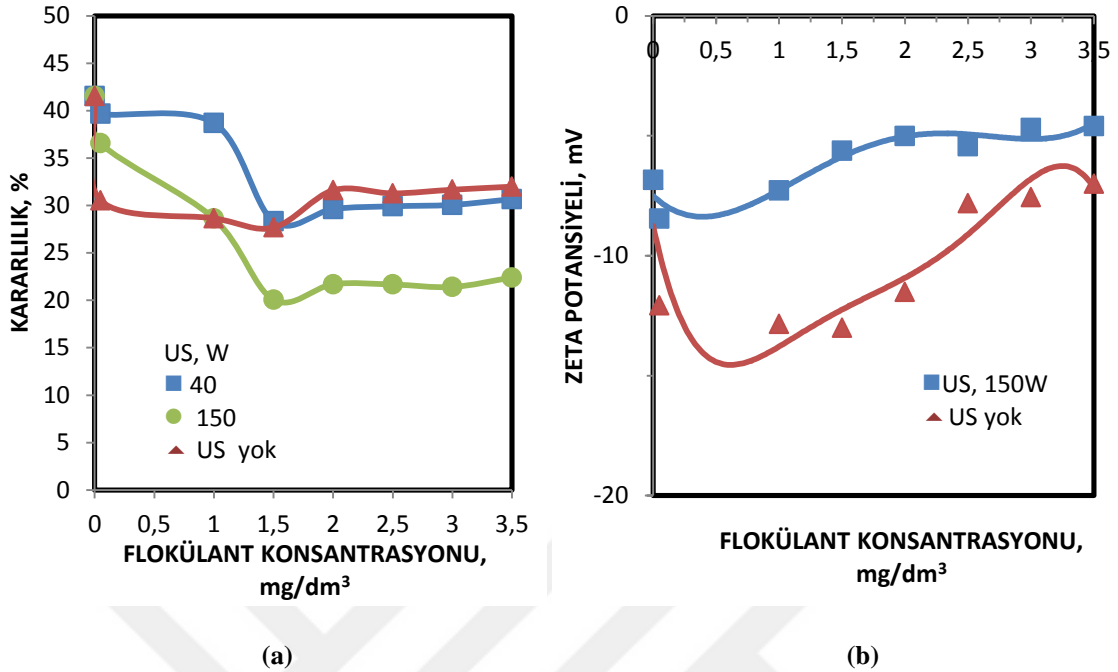 50
45
40
35
30
25
20
15
10
5
0
KARARLILIK, %
US, W
40
150
US yok
0 0,5 1 1,5 2 2,5 3 3,5
FLOKÜLANT KONSANTRASYONU,
mg/dm³
(a)
0
-10
-20
ZETA POTANSİYELİ, mV
0 0,5 1 1,5 2 2,5 3 3,5
US, 150W
US yok
FLOKÜLANT KONSANTRASYONU,
mg/dm³
(b)